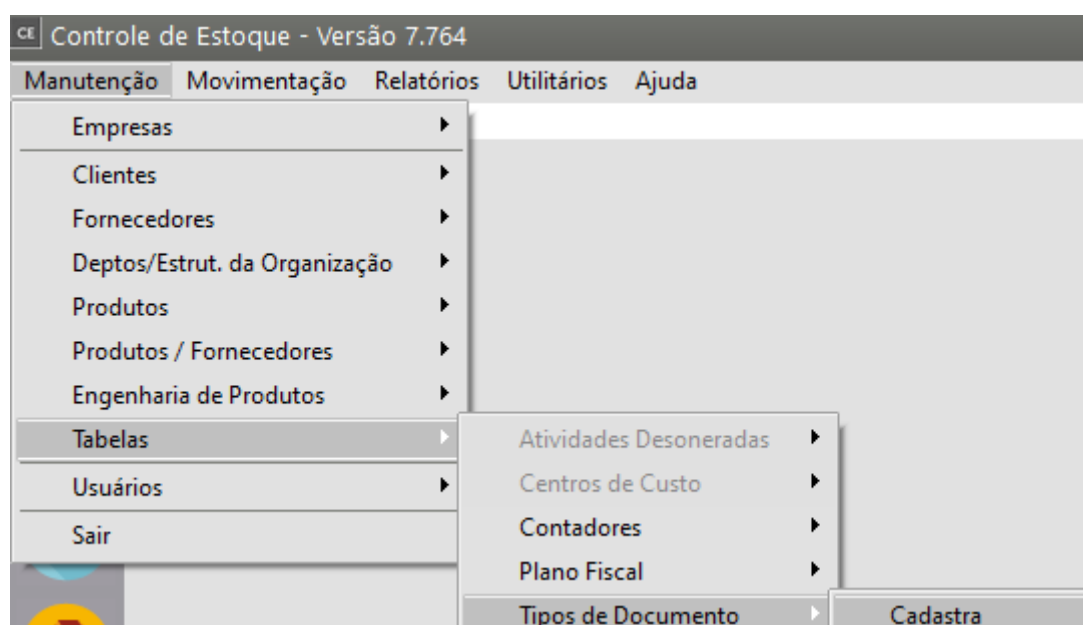 CE Controle de Estoque - Versão 7.764
Manutenção Movimentação Relatórios Utilitários Ajuda
Empresas
Clientes
Fornecedores
Deptos/Estrut. da Organização
Produtos
Produtos / Fornecedores
Engenharia de Produtos
Tabelas
Usuários
Sair
Atividades Desoneradas
Centros de Custo
Contadores
Plano Fiscal
Tipos de Documento
Cadastra